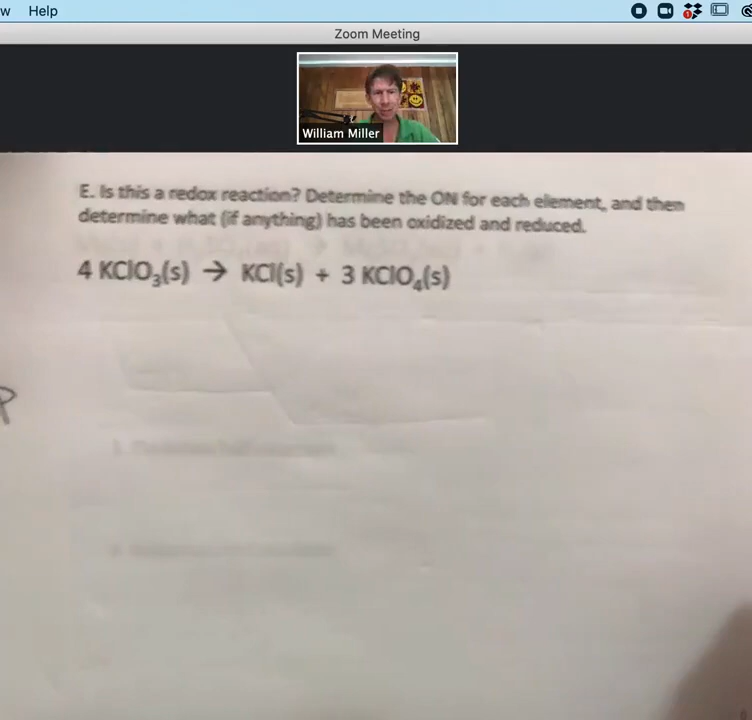 w Help
Zoom Meeting
William Miller
E. Is this a redox reaction? Determine the ON for each element, and then
determine what (if anything) has been oxidized and reduced.
4 KClO₃(s) → KCl(s) + 3 KClO₄(s)
P